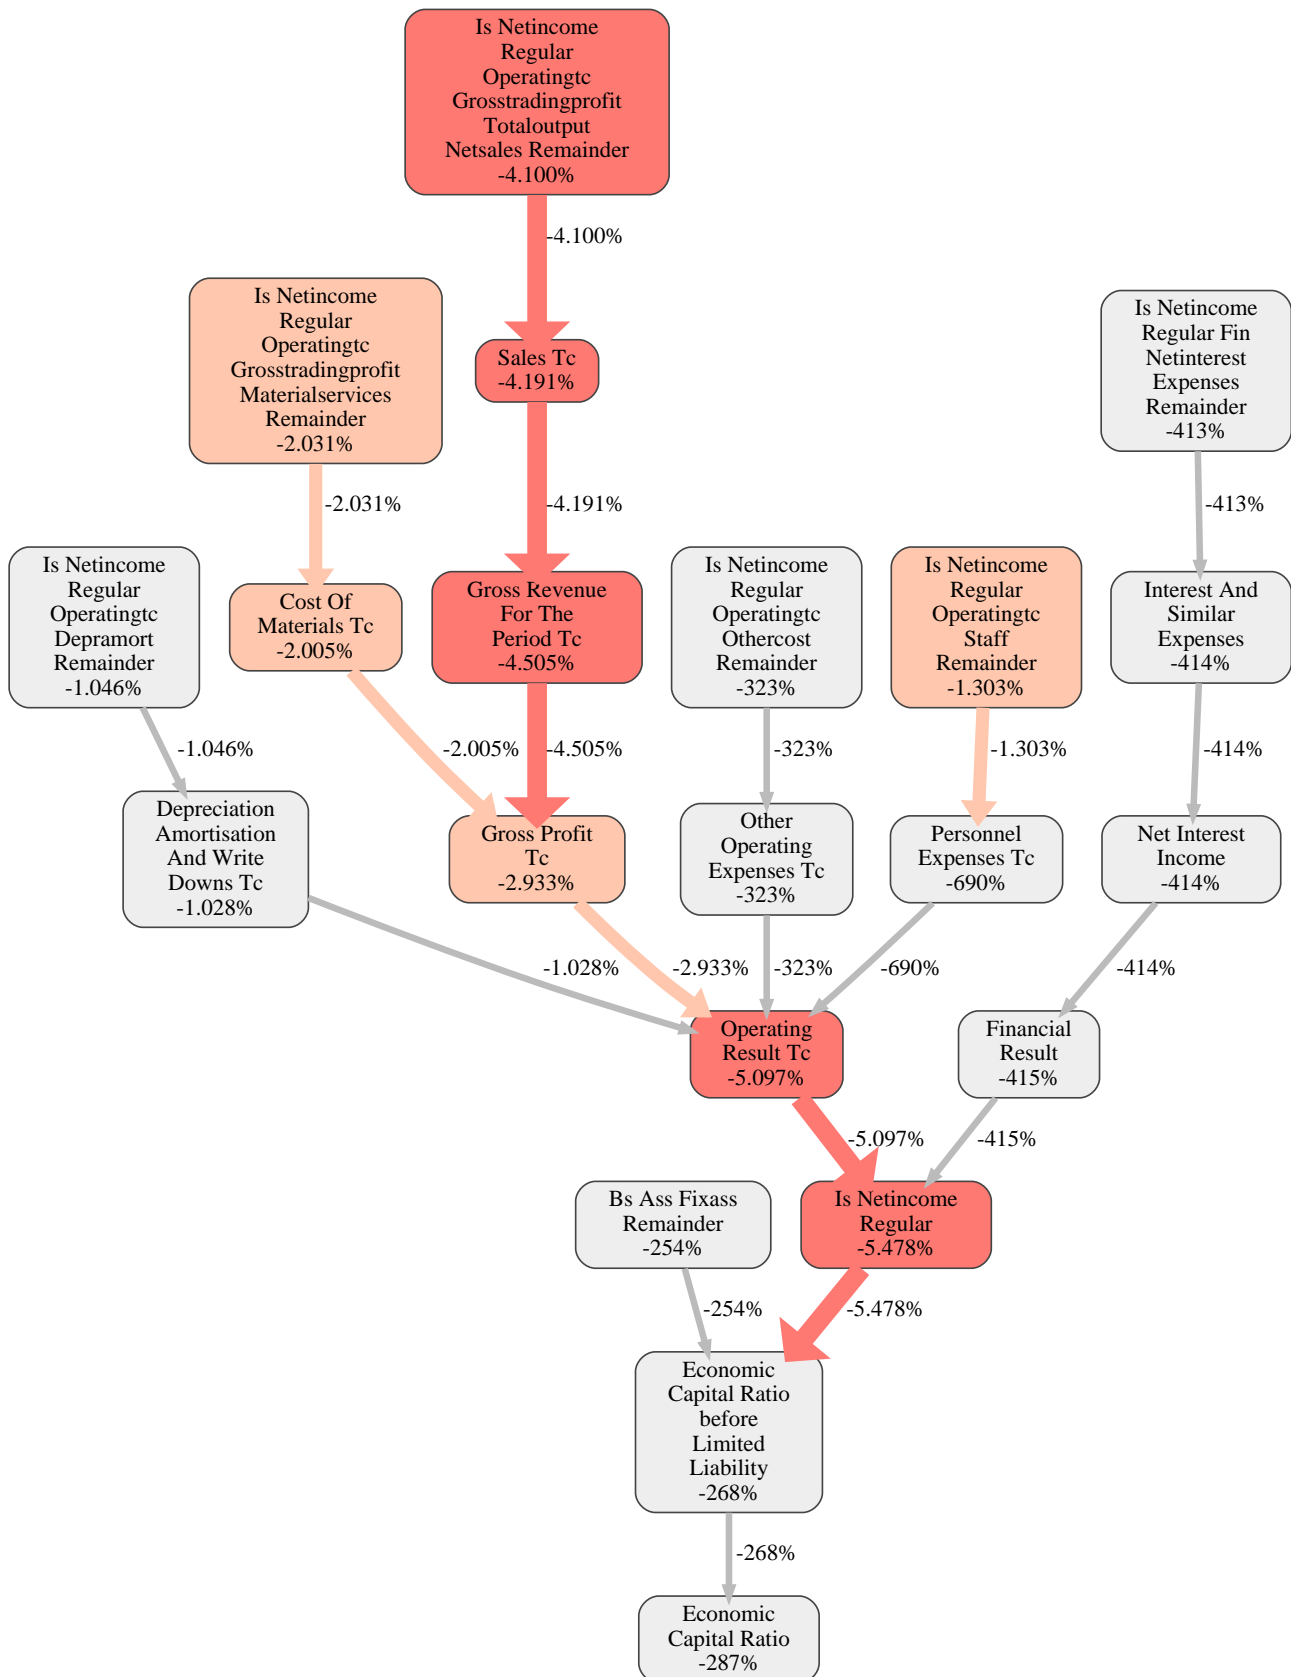 Is Netincome
Regular
Operatingtc
Grosstradingprofit
Totaloutput
Netsales Remainder
-4.100%
-4.100%
Is Netincome
Regular
Operatingtc
Grosstradingprofit
Materialservices
Remainder
-2.031%
Is Netincome
Regular Fin
Netinterest
Expenses
Remainder
-413%
Sales Tc
-4.191%
-2.031%
-4.191%
-413%
Is Netincome
Regular
Operatingtc
Depramort
Remainder
-1.046%
Cost Of
Materials Tc
-2.005%
Gross Revenue
For The
Period Tc
-4.505%
Is Netincome
Regular
Operatingtc
Othercost
Remainder
-323%
Is Netincome
Regular
Operatingtc
Staff
Remainder
-1.303%
Interest And
Similar
Expenses
-414%
-1.046%
-2.005%
-4.505%
-323%
-1.303%
-414%
Depreciation
Amortisation
And Write
Downs Tc
-1.028%
Gross Profit
Tc
-2.933%
Other
Operating
Expenses Tc
-323%
Personnel
Expenses Tc
-690%
Net Interest
Income
-414%
-1.028%
-2.933%
-323%
-690%
-414%
Operating
Result Tc
-5.097%
Financial
Result
-415%
-5.097%
-415%
Bs Ass Fixass
Remainder
-254%
Is Netincome
Regular
-5.478%
-254%
-5.478%
Economic
Capital Ratio
before
Limited
Liability
-268%
-268%
Economic
Capital Ratio
-287%